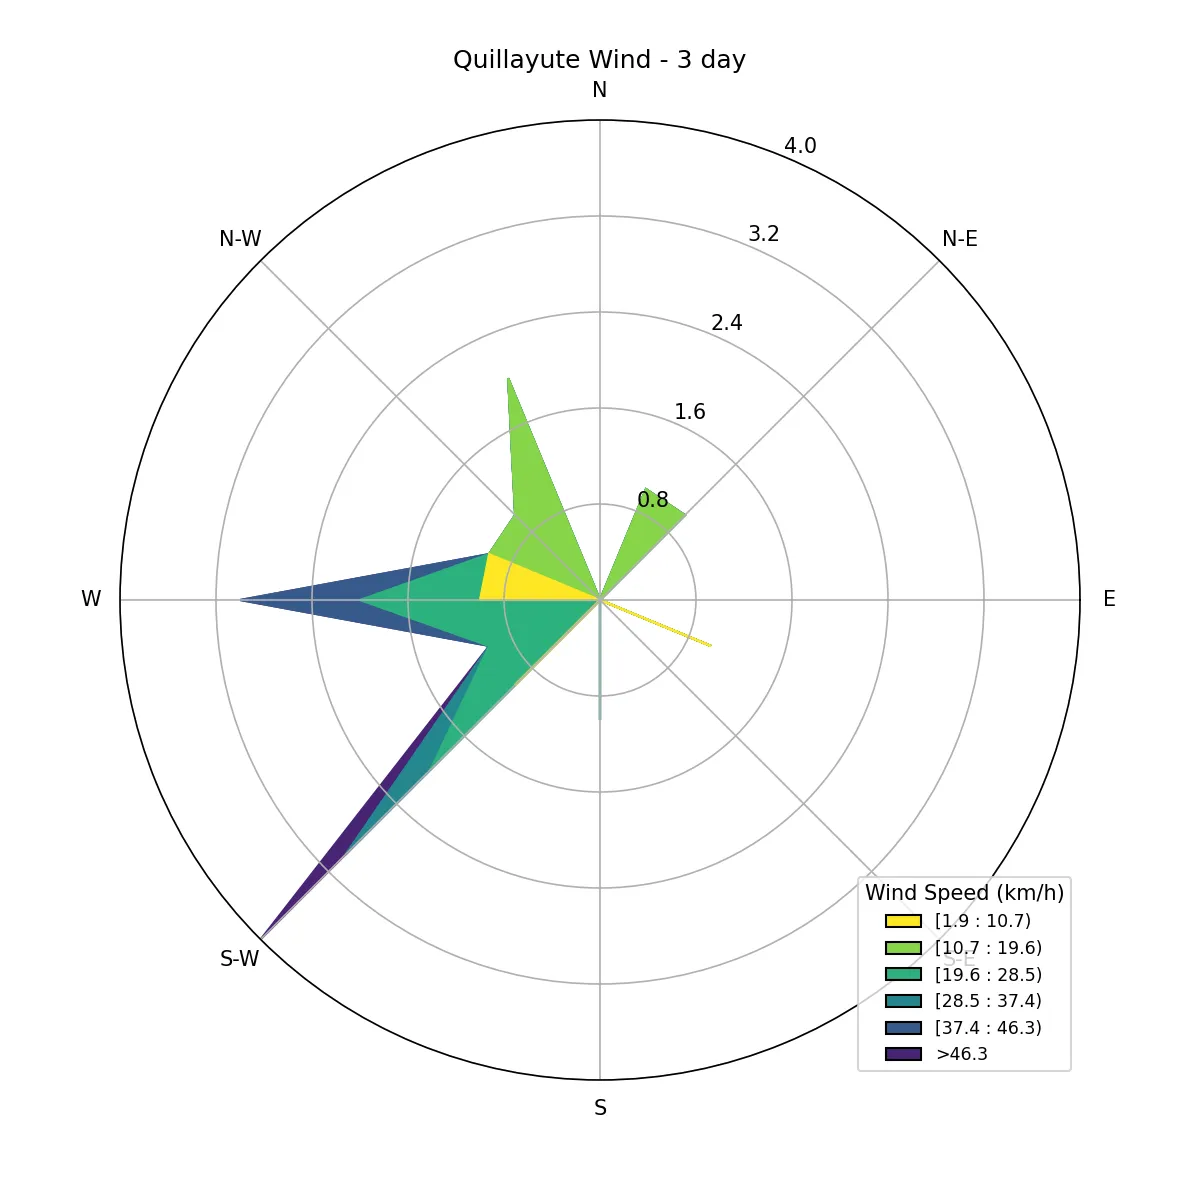 Quillayute Wind - 3 day
N
4.0
N-W
3.2
N-E
2.4
1.6
0.8
W
E
Wind Speed (km/h)
[1.9 : 10.7)
[10.7 : 19.6)
[19.6 : 28.5)
[28.5 : 37.4)
[37.4 : 46.3)
>46.3
S-W
S-E
S